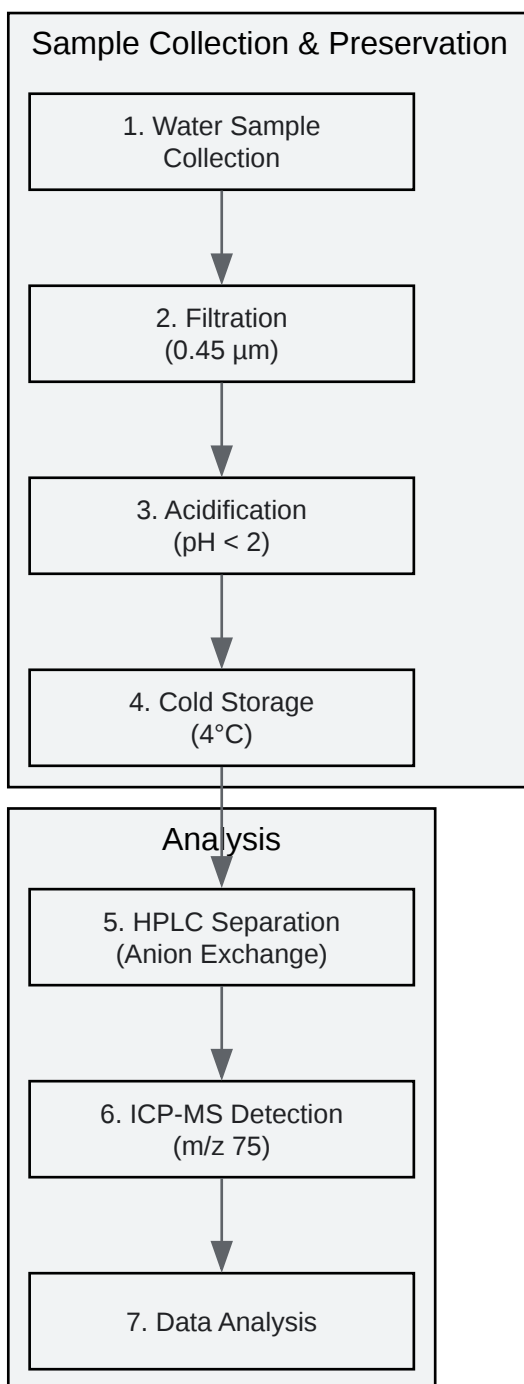 Sample Collection & Preservation
1. Water Sample
Collection
2. Filtration
(0.45 µm)
3. Acidification
(pH < 2)
4. Cold Storage
(4°C)
Analysis
5. HPLC Separation
(Anion Exchange)
6. ICP-MS Detection
(m/z 75)
7. Data Analysis